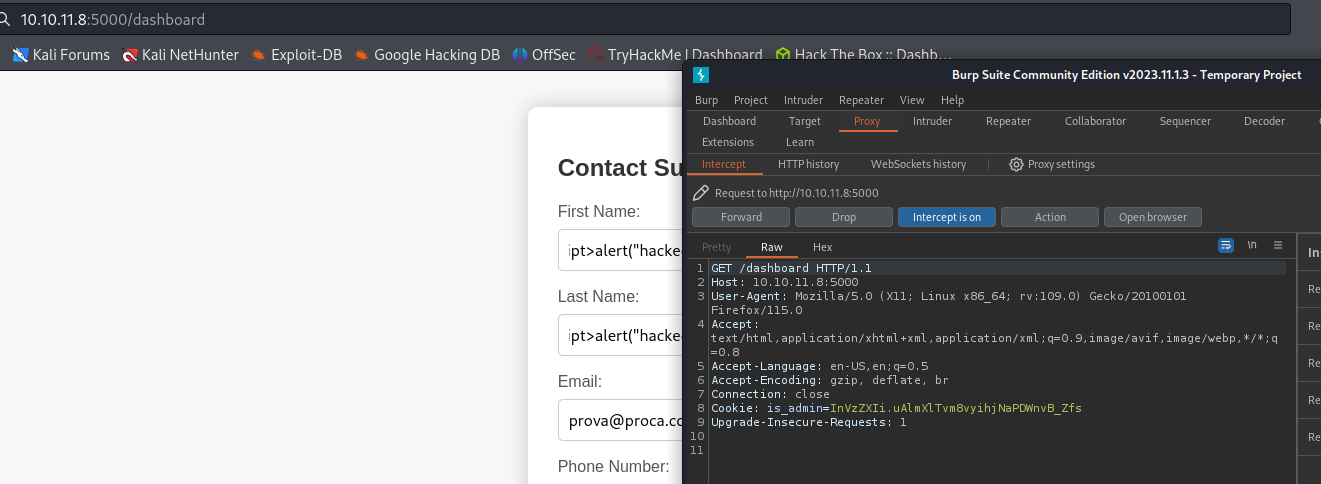 10.10.11.8:5000/dashboard
Kali Forums Kali NetHunter Exploit-DB Google Hacking DB OffSec TryHackMe | Dashboard Hack The Box :: Dashb…
Burp Suite Community Edition v2023.11.1.3 - Temporary Project
Burp Project Intruder Repeater View Help
Dashboard Target Proxy Intruder Repeater Collaborator Sequencer Decoder
Extensions Learn
Intercept HTTP history WebSockets history Proxy settings
Request to http://10.10.11.8:5000
Forward Drop Intercept is on Action Open browser
Pretty Raw Hex \n
1 GET /dashboard HTTP/1.1
2 Host: 10.10.11.8:5000
3 User-Agent: Mozilla/5.0 (X11; Linux x86_64; rv:109.0) Gecko/20100101
Firefox/115.0
4 Accept:
text/html,application/xhtml+xml,application/xml;q=0.9,image/avif,image/webp,*/*;q
=0.8
5 Accept-Language: en-US,en;q=0.5
6 Accept-Encoding: gzip, deflate, br
7 Connection: close
8 Cookie: is_admin=InVzZXIi.uAlmXlTvm8vyihjNaPDWnvB_Zfs
9 Upgrade-Insecure-Requests: 1
10
11
Ins
Re
Re
Re
Re
Re
Contact Su
First Name:
ipt>alert("hacke
Last Name:
ipt>alert("hacke
Email:
prova@proca.co
Phone Number: